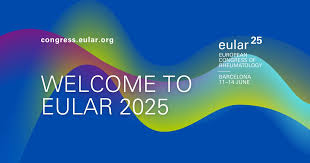 congress.eular.org
eular 25
EUROPEAN
CONGRESS OF
RHEUMATOLOGY
BARCELONA
11-14 JUNE
WELCOME TO
EULAR 2025